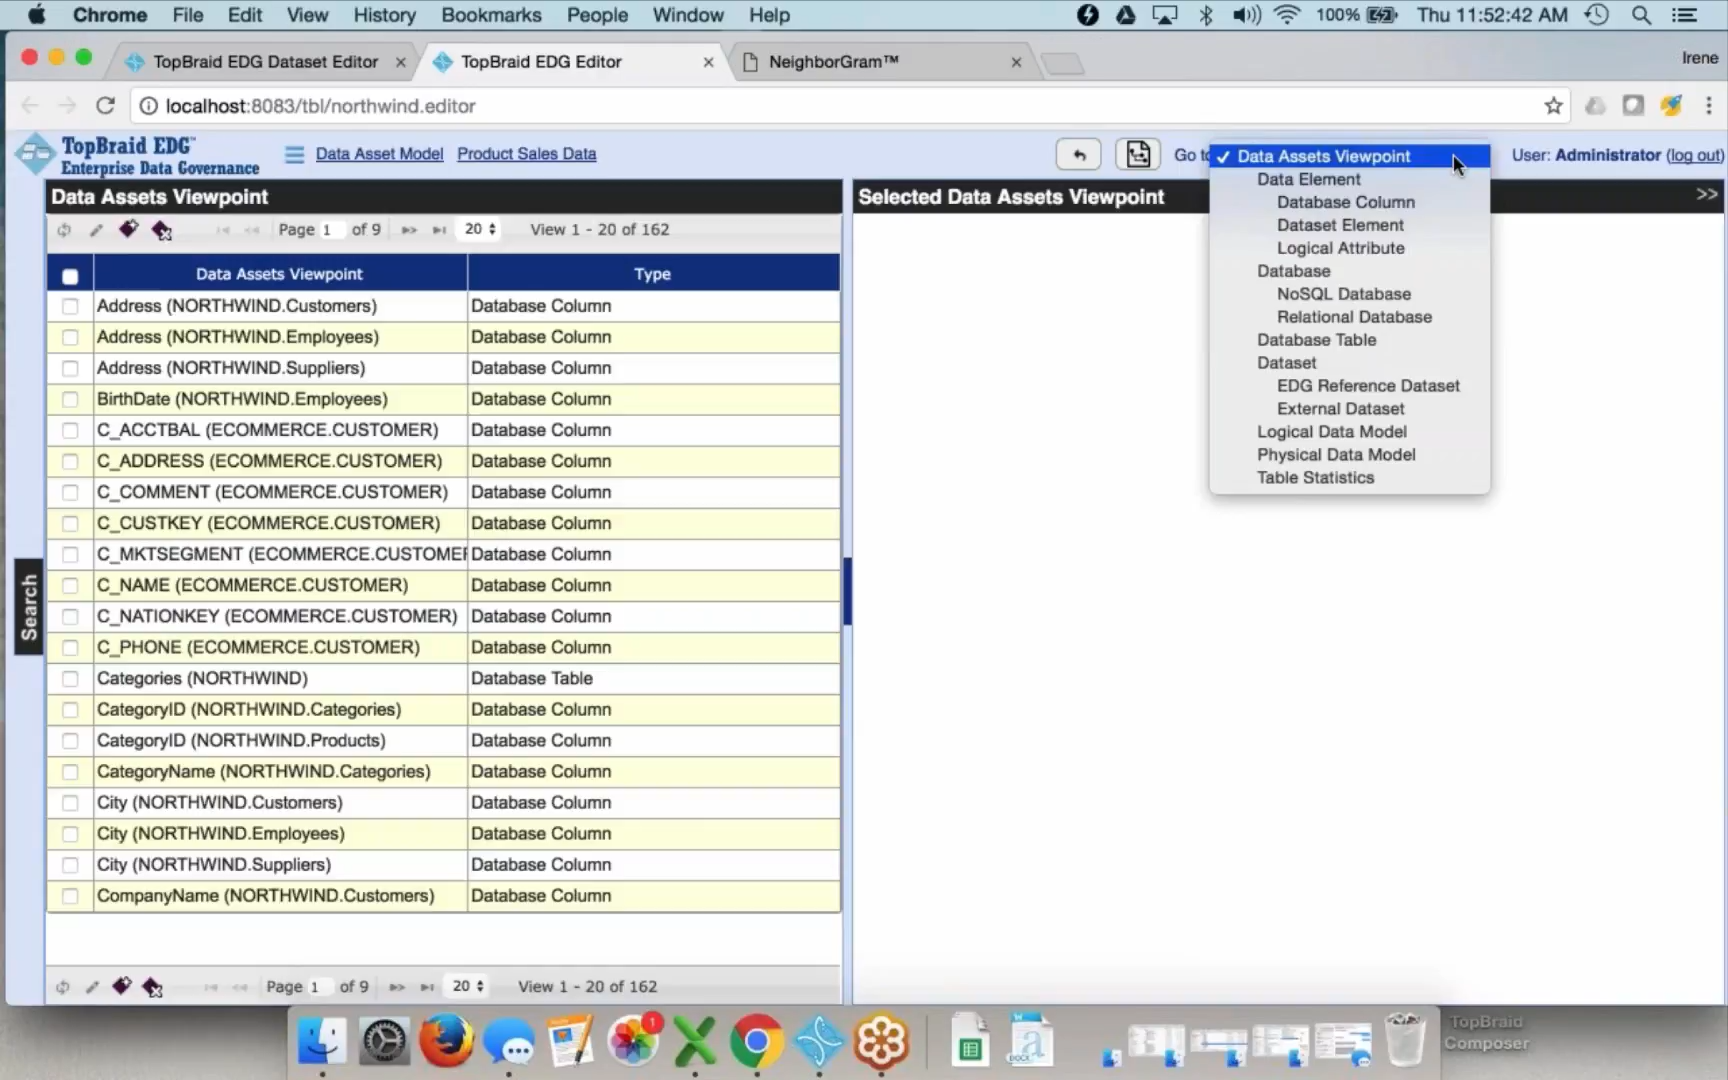 Chrome File Edit View History Bookmarks People Window Help 100% Thu 11:52:42 AM
TopBraid EDG Dataset Editor TopBraid EDG Editor NeighborGram™ Irene
localhost:8083/tbl/northwind.editor
TopBraid EDG™
Enterprise Data Governance
Data Asset Model Product Sales Data Go to User: Administrator (log out)
Data Assets Viewpoint
Data Element
Database Column
Dataset Element
Logical Attribute
Database
NoSQL Database
Relational Database
Database Table
Dataset
EDG Reference Dataset
External Dataset
Logical Data Model
Physical Data Model
Table Statistics
Data Assets Viewpoint
Page 1 of 9 20 View 1 - 20 of 162
Data Assets Viewpoint Type
Address (NORTHWIND.Customers) Database Column
Address (NORTHWIND.Employees) Database Column
Address (NORTHWIND.Suppliers) Database Column
BirthDate (NORTHWIND.Employees) Database Column
C_ACCTBAL (ECOMMERCE.CUSTOMER) Database Column
C_ADDRESS (ECOMMERCE.CUSTOMER) Database Column
C_COMMENT (ECOMMERCE.CUSTOMER) Database Column
C_CUSTKEY (ECOMMERCE.CUSTOMER) Database Column
C_MKTSEGMENT (ECOMMERCE.CUSTOMER Database Column
C_NAME (ECOMMERCE.CUSTOMER) Database Column
C_NATIONKEY (ECOMMERCE.CUSTOMER) Database Column
C_PHONE (ECOMMERCE.CUSTOMER) Database Column
Categories (NORTHWIND) Database Table
CategoryID (NORTHWIND.Categories) Database Column
CategoryID (NORTHWIND.Products) Database Column
CategoryName (NORTHWIND.Categories) Database Column
City (NORTHWIND.Customers) Database Column
City (NORTHWIND.Employees) Database Column
City (NORTHWIND.Suppliers) Database Column
CompanyName (NORTHWIND.Customers) Database Column
Page 1 of 9 20 View 1 - 20 of 162
Search
Selected Data Assets Viewpoint >>
1
DOCX
TopBraid
Composer